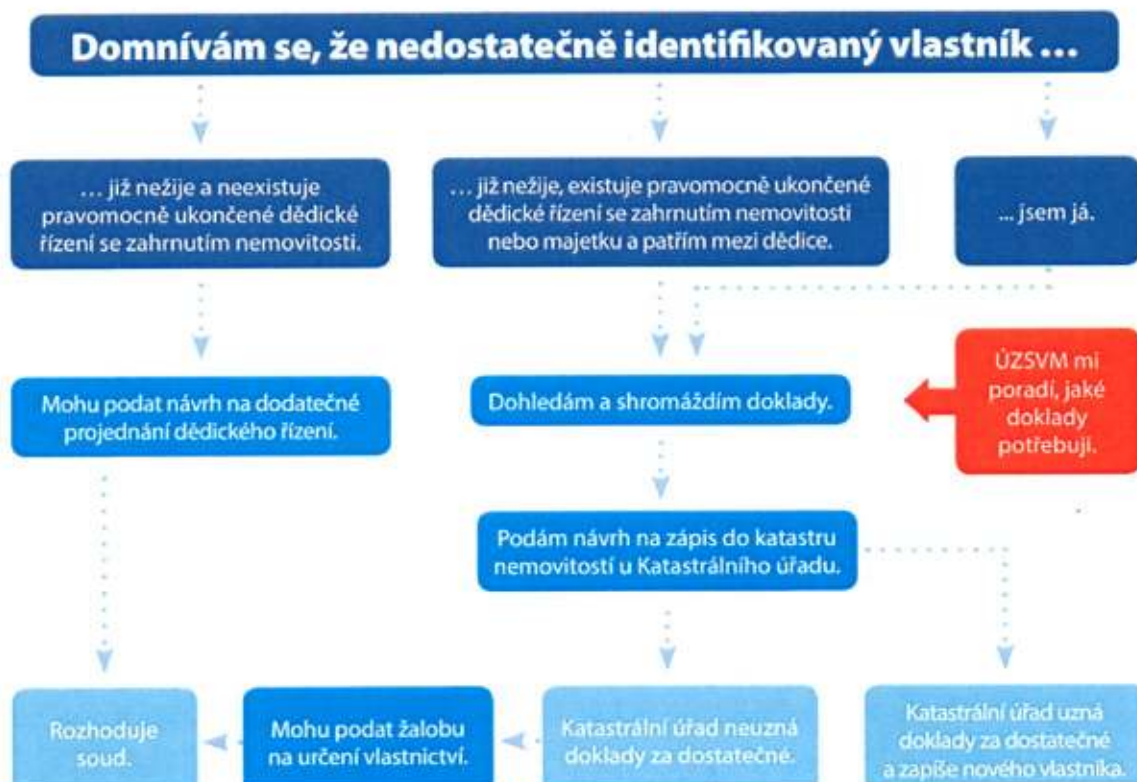 Domnívám se, že nedostatečně identifikovaný vlastník ...
... již nežije a neexistuje
pravomocně ukončené dědické
řízení se zahrnutím nemovitosti.
... již nežije, existuje pravomocně ukončené
dědické řízení se zahrnutím nemovitosti
nebo majetku a patřím mezi dědice.
... jsem já.
Mohu podat návrh na dodatečné
projednání dědického řízení.
Dohledám a shromáždím doklady.
ÚZSVM mi
poradí, jaké
doklady
potřebuji.
Podám návrh na zápis do katastru
nemovitostí u Katastrálního úřadu.
Rozhoduje
soud.
Mohu podat žalobu
na určení vlastnictví.
Katastrální úřad neuzná
doklady za dostatečné.
Katastrální úřad uzná
doklady za dostatečné
a zapíše nového vlastníka.